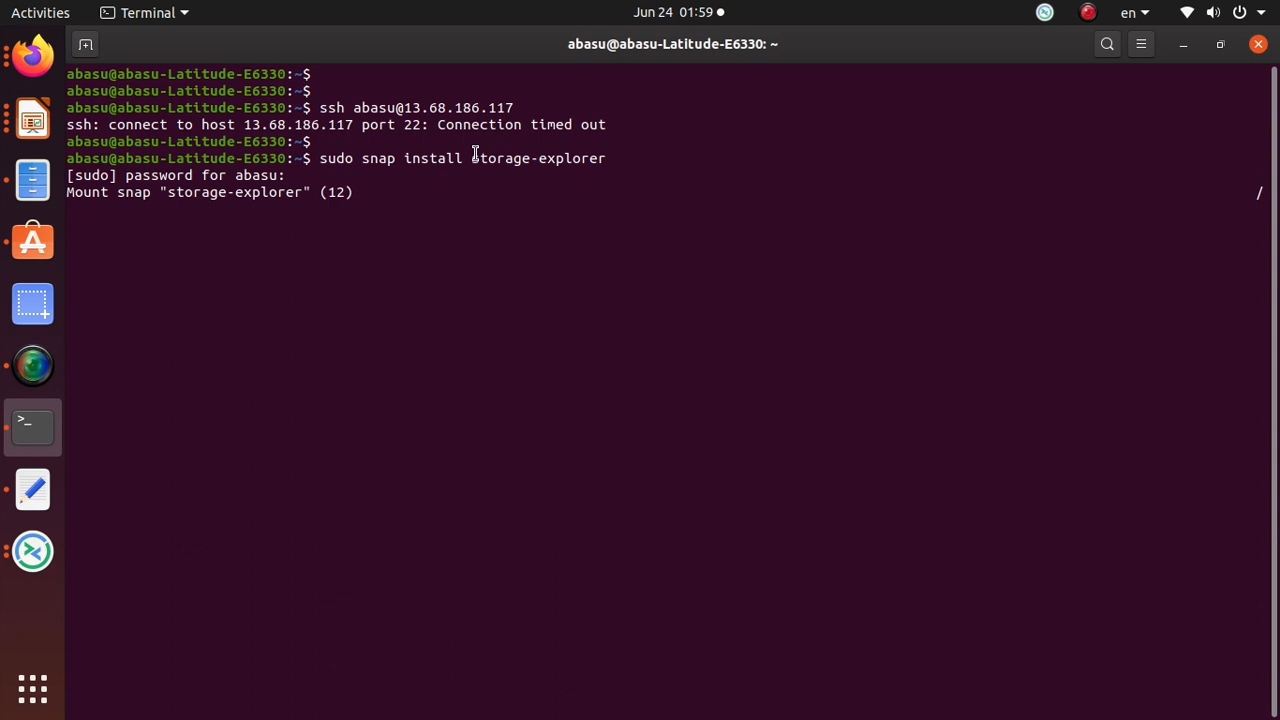 Activities Terminal Jun 24 01:59 en
abasu@abasu-Latitude-E6330: ~
abasu@abasu-Latitude-E6330:~$
abasu@abasu-Latitude-E6330:~$
abasu@abasu-Latitude-E6330:~$ ssh abasu@13.68.186.117
ssh: connect to host 13.68.186.117 port 22: Connection timed out
abasu@abasu-Latitude-E6330:~$
abasu@abasu-Latitude-E6330:~$ sudo snap install storage-explorer
[sudo] password for abasu:
Mount snap "storage-explorer" (12) /